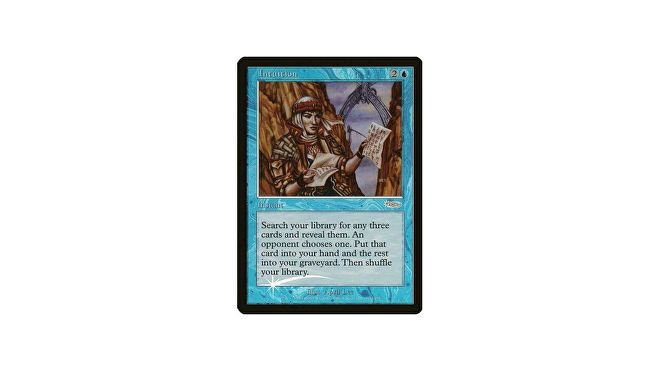 Intuition 2
Instant
Search your library for any three
cards and reveal them. An
opponent chooses one. Put that
card into your hand and the rest
into your graveyard. Then shuffle
your library.